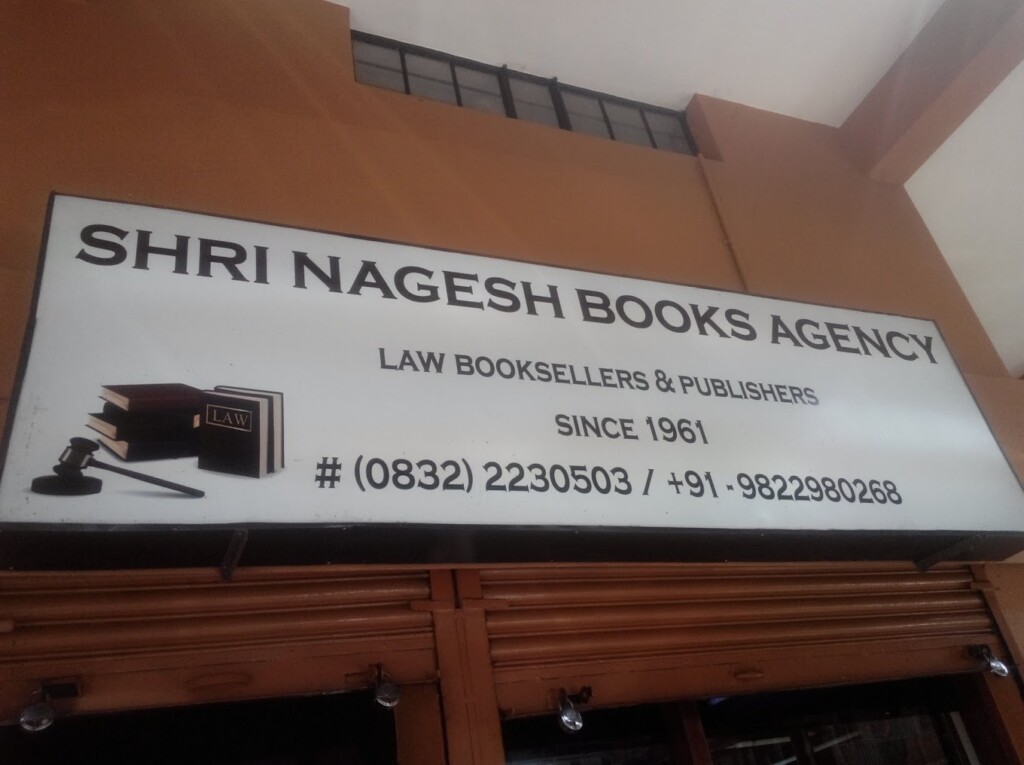 SHRI NAGESH BOOKS AGENCY
LAW BOOKSELLERS & PUBLISHERS
SINCE 1961
# (0832) 2230503 / +91 - 9822980268
LAW